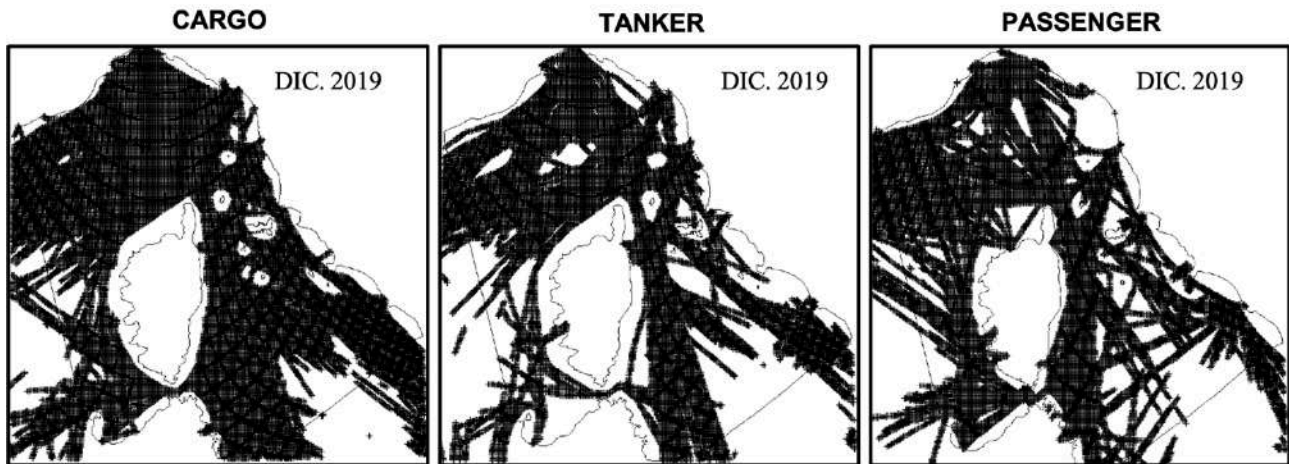 CARGO
TANKER
PASSENGER
DIC. 2019
DIC. 2019
DIC. 2019